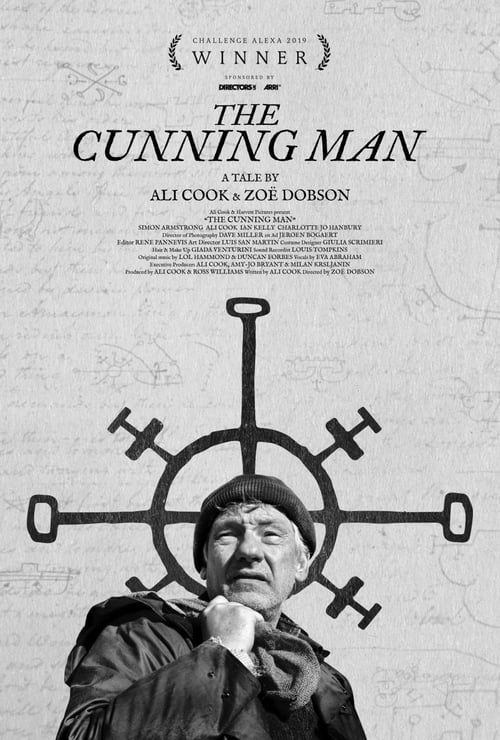 CHALLENGE ALEXA 2019
WINNER
SPONSORED BY
DIRECTORS UK ARRI
THE
CUNNING MAN
A TALE BY
ALI COOK & ZOË DOBSON
Ali Cook & Harvest Pictures present
"THE CUNNING MAN"
SIMON ARMSTRONG ALI COOK IAN KELLY CHARLOTTE JO HANBURY
Director of Photography DAVE MILLER 1st Ad JEROEN BOGAERT
Editor RENE PANNEVIS Art Director LUIS SAN MARTIN Costume Designer GIULIA SCRIMIERI
Hair & Make Up GIADA VENTURINI Sound Recordist LOUIS TOMPKINS
Original music by LOL HAMMOND & DUNCAN FORBES Vocals by EVA ABRAHAM
Executive Producers ALI COOK, AMY-JO BRYANT & MILAN KRSLJANIN
Produced by ALI COOK & ROSS WILLIAMS Written by ALI COOK Directed by ZOË DOBSON